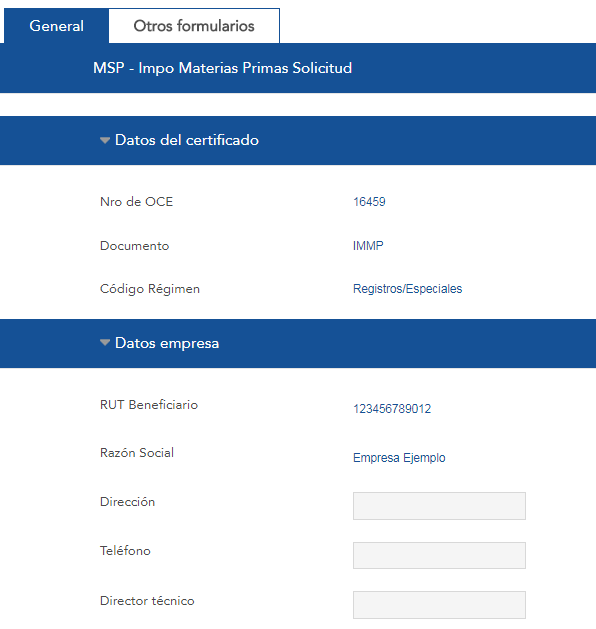 General
Otros formularios
MSP - Impo Materias Primas Solicitud
Datos del certificado
Nro de OCE 16459
Documento IMMP
Código Régimen Registros/Especiales
Datos empresa
RUT Beneficiario 123456789012
Razón Social Empresa Ejemplo
Dirección
Teléfono
Director técnico